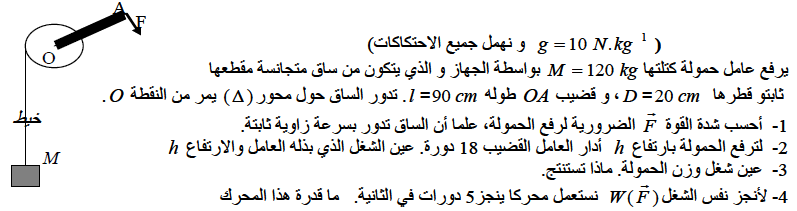 ( g = 10 N.kg ¹ و نهمل جميع الاحتكاكات)
يرفع عامل حمولة كتلتها M = 120 kg بواسطة الجهاز و الذي يتكون من ساق متجانسة مقطعها
ثابتو قطرها D = 20 cm ، و قضيب OA طوله l = 90 cm. تدور الساق حول محور (Δ) يمر من النقطة O .
1- أحسب شدة القوة F الضرورية لرفع الحمولة، علما أن الساق تدور بسرعة زاوية ثابتة.
2- لترفع الحمولة بارتفاع h أدار العامل القضيب 18 دورة. عين الشغل الذي بذله العامل والارتفاع h
3- عين شغل وزن الحمولة. ماذا تستنتج.
4- لأنجز نفس الشغل W(F) نستعمل محركا ينجز 5 دورات في الثانية. ما قدرة هذا المحرك
A
F
O
خيط
M